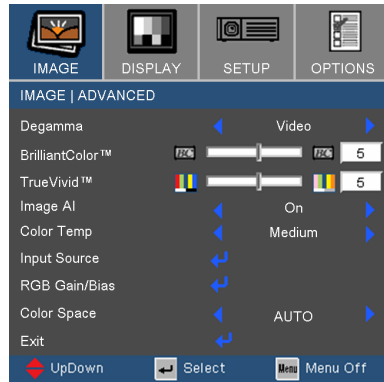 IMAGE DISPLAY SETUP OPTIONS
IMAGE | ADVANCED
Degamma Video
BrilliantColor™ 5
TrueVivid™ 5
Image AI On
Color Temp Medium
Input Source
RGB Gain/Bias
Color Space AUTO
Exit
UpDown Select Menu Menu Off